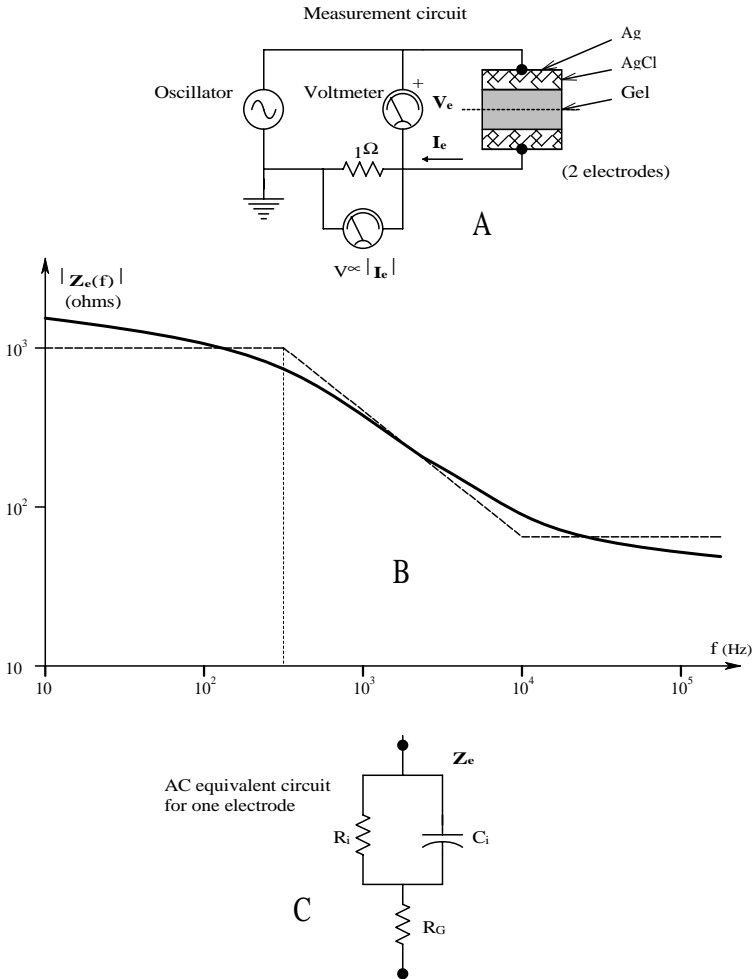 Measurement circuit
Ag
AgCl
Gel
Oscillator
Voltmeter
+
Ve
Ie
1Ω
(2 electrodes)
A
V∝ |Ie|
|Ze(f)|
(ohms)
10³
10²
10
B
f (Hz)
10 10² 10³ 10⁴ 10⁵
Ze
AC equivalent circuit
for one electrode
Ri
Ci
C
RG